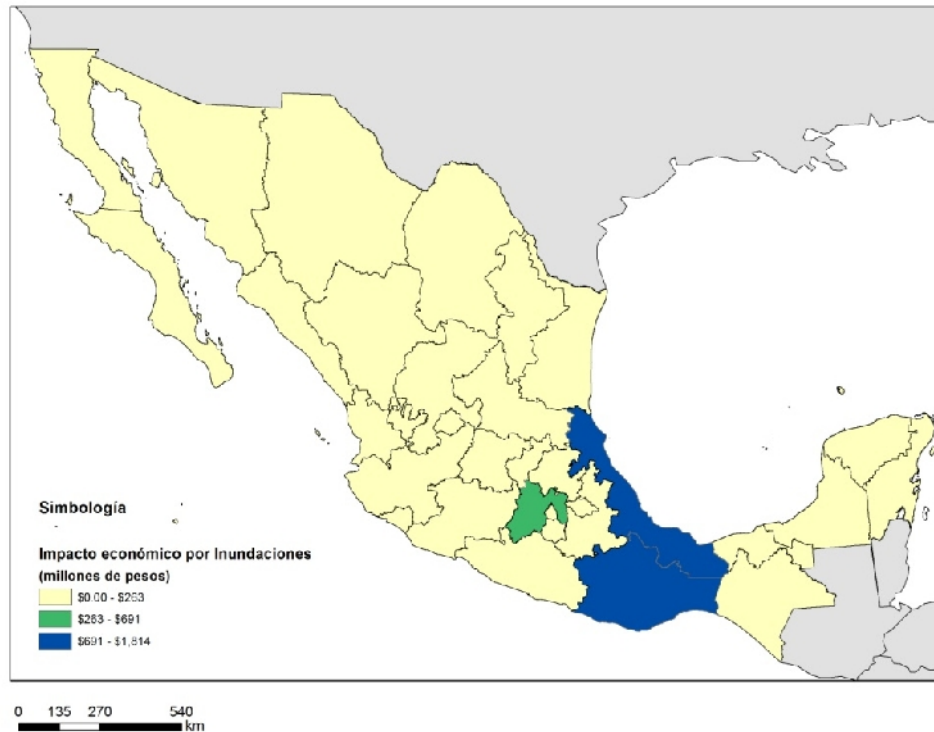 Simbología
Impacto económico por Inundaciones
(millones de pesos)
$0.00 - $263
$263 - $691
$691 - $1,814
0 135 270 540
km